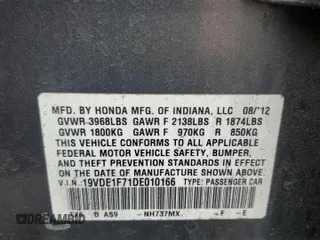 MFD. BY HONDA MFG. OF INDIANA, LLC 08/'12
GVWR 3968LBS GAWR F 2138LBS R 1874LBS
GVWR 1800KG GAWR F 970KG R 850KG
THIS VEHICLE CONFORMS TO ALL APPLICABLE
FEDERAL MOTOR VEHICLE SAFETY, BUMPER,
AND THEFT PREVENTION STANDARDS IN EFFECT
ON THE DATE OF MANUFACTURE SHOWN ABOVE.
V.I.N.: 19VDE1F71DE010166 TYPE: PASSENGER CAR
AS9 NH737MX F E